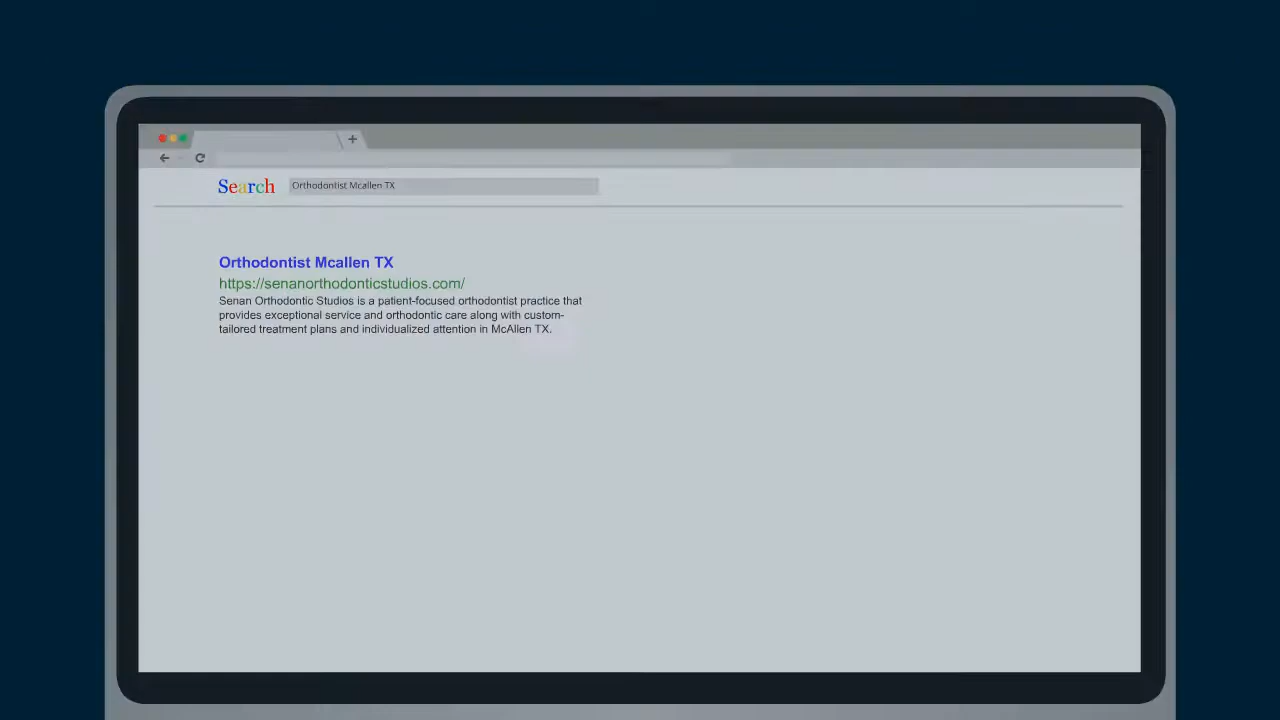 Search
Orthodontist Mcallen TX
Orthodontist Mcallen TX
https://senanorthodonticstudios.com/
Senan Orthodontic Studios is a patient-focused orthodontist practice that
provides exceptional service and orthodontic care along with custom-
tailored treatment plans and individualized attention in McAllen TX.